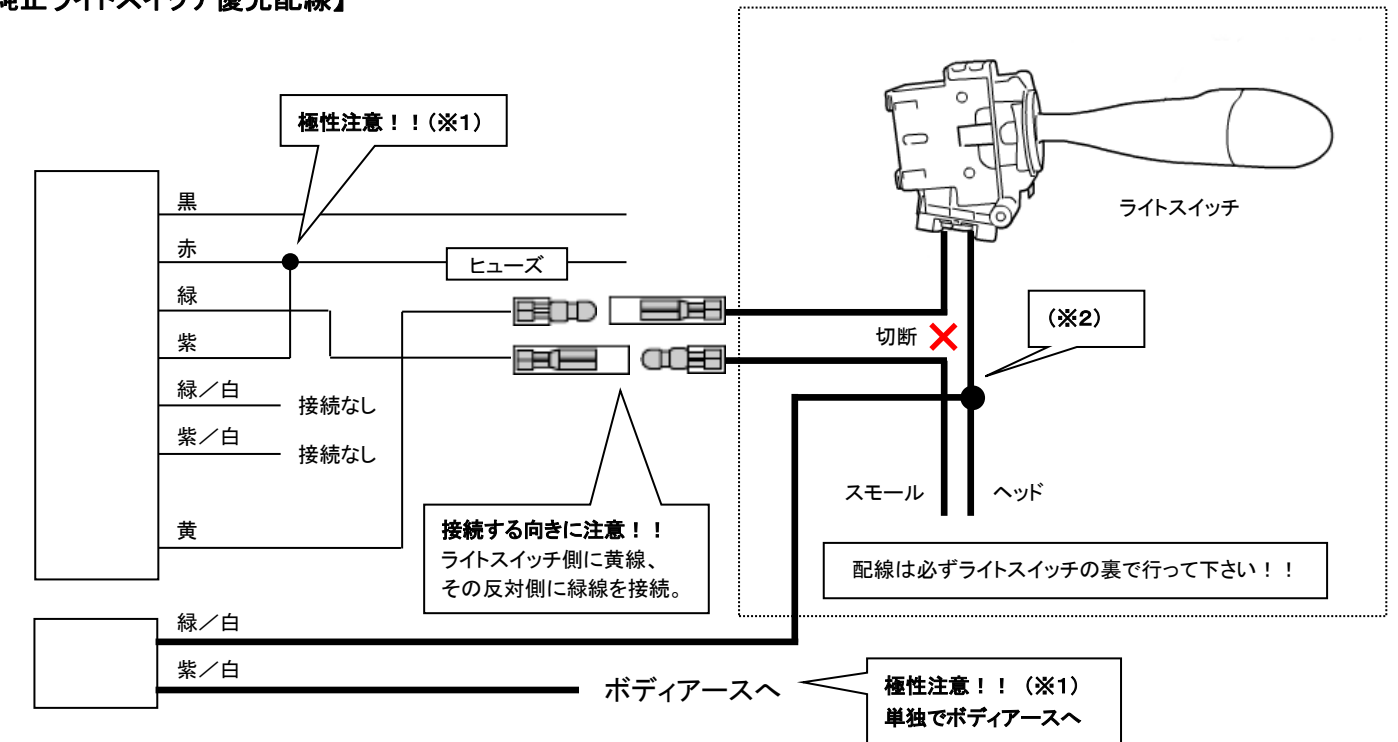 ライトスイッチ優先配線】
極性注意！！（※１）
黒
赤
ヒューズ
緑
紫
緑／白
接続なし
紫／白
接続なし
黄
接続する向きに注意！！
ライトスイッチ側に黄線、
その反対側に緑線を接続。
ライトスイッチ
（※２）
切断
スモール
ヘッド
配線は必ずライトスイッチの裏で行って下さい！！
緑／白
紫／白
ボディアースへ
極性注意！！（※１）
単独でボディアースへ